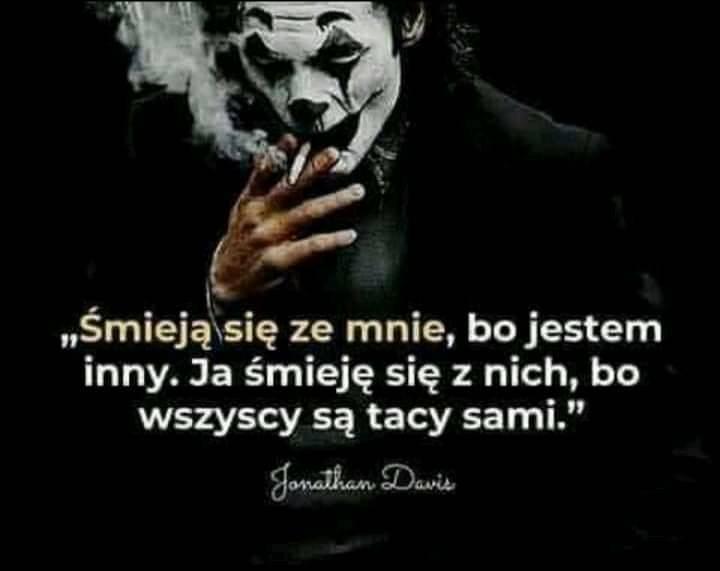 „Śmieją się ze mnie, bo jestem
inny. Ja śmieję się z nich, bo
wszyscy są tacy sami.”
Jonathan Davis